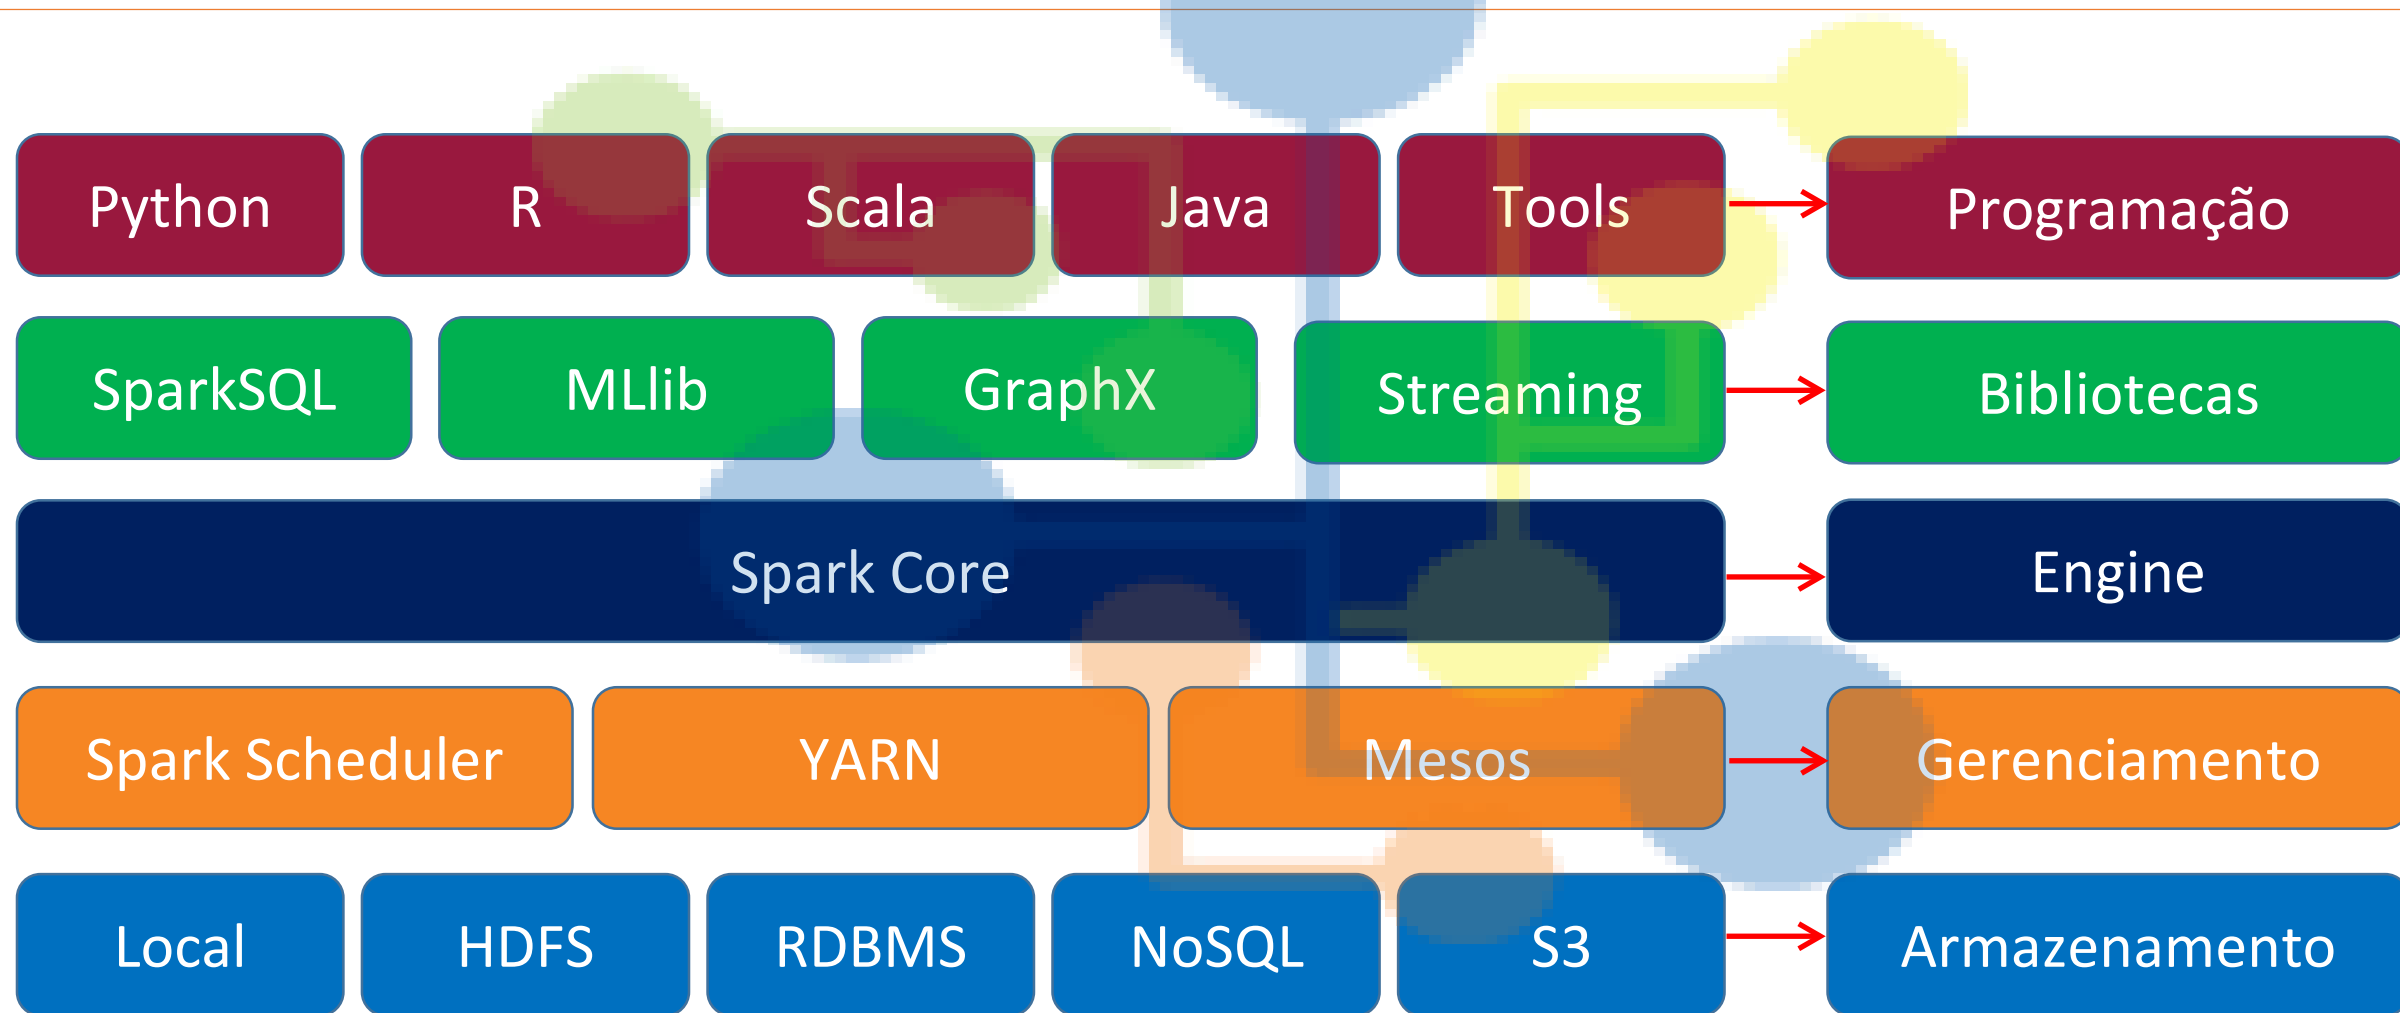 Python R Scala Java Tools Programação
SparkSQL MLlib GraphX Streaming Bibliotecas
Spark Core Engine
Spark Scheduler YARN Mesos Gerenciamento
Local HDFS RDBMS NoSQL S3 Armazenamento